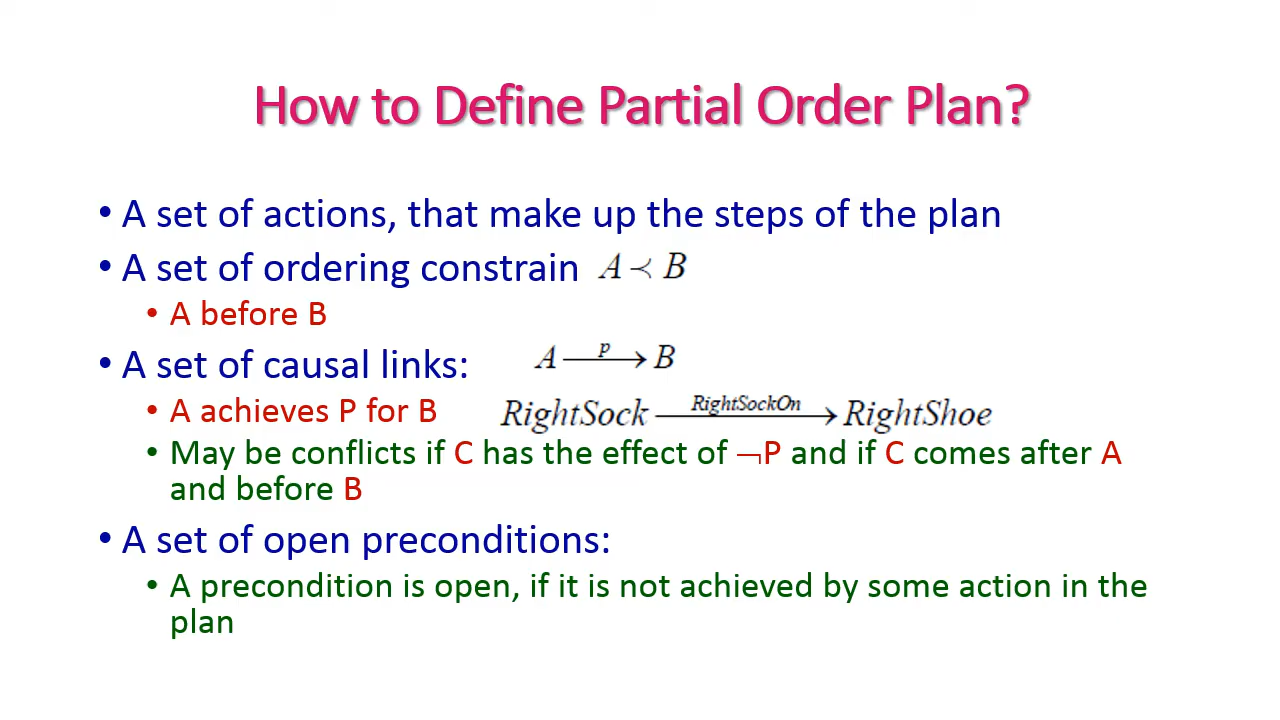 How to Define Partial Order Plan?
• A set of actions, that make up the steps of the plan
• A set of ordering constrain A ≺ B
• A before B
• A set of causal links: A —p→ B
• A achieves P for B RightSock —RightSockOn→ RightShoe
• May be conflicts if C has the effect of ¬P and if C comes after A
and before B
• A set of open preconditions:
• A precondition is open, if it is not achieved by some action in the
plan